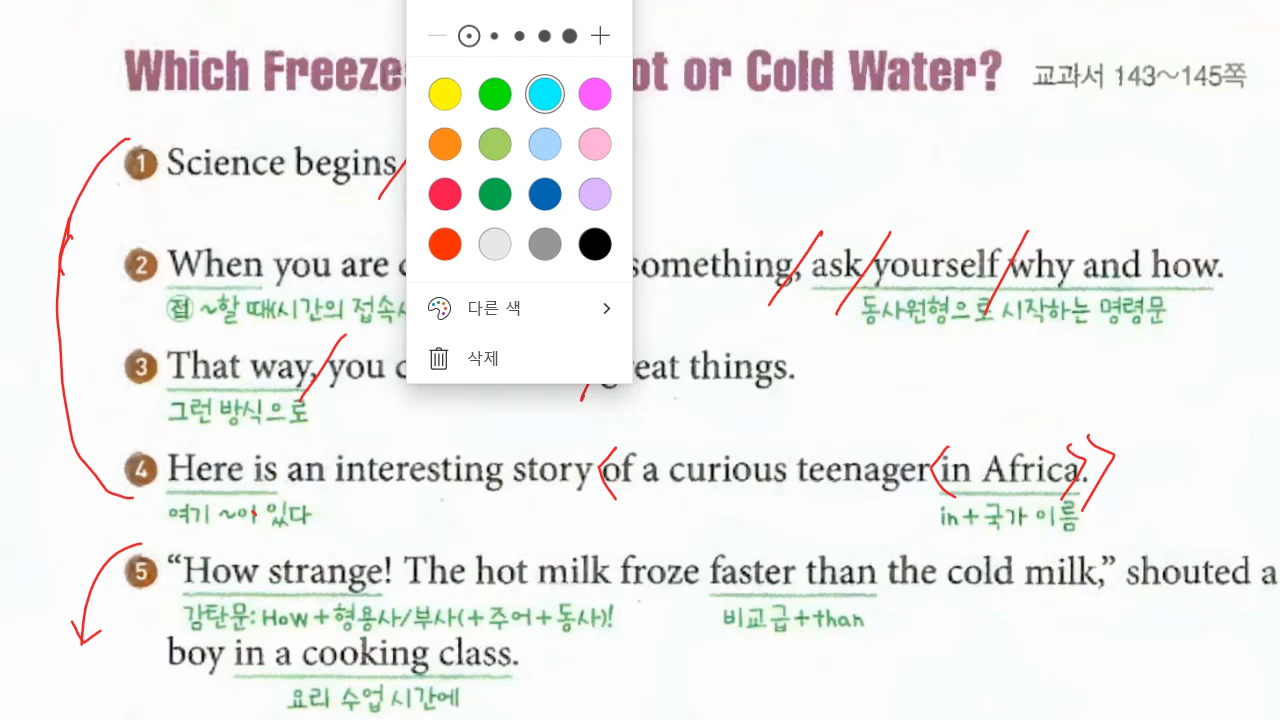 Which Freeze ot or Cold Water? 교과서 143~145쪽
1 Science begins
2 When you are something, ask yourself why and how.
접 ~할 때(시간의 접속 동사원형으로 시작하는 명령문
3 That way, you great things.
그런 방식으로
4 Here is an interesting story of a curious teenager in Africa.
여기 ~이 있다 in+국가 이름
5 “How strange! The hot milk froze faster than the cold milk,” shouted a
감탄문: How+형용사/부사(+주어+동사)! 비교급+than
boy in a cooking class.
요리 수업 시간에
다른 색
삭제